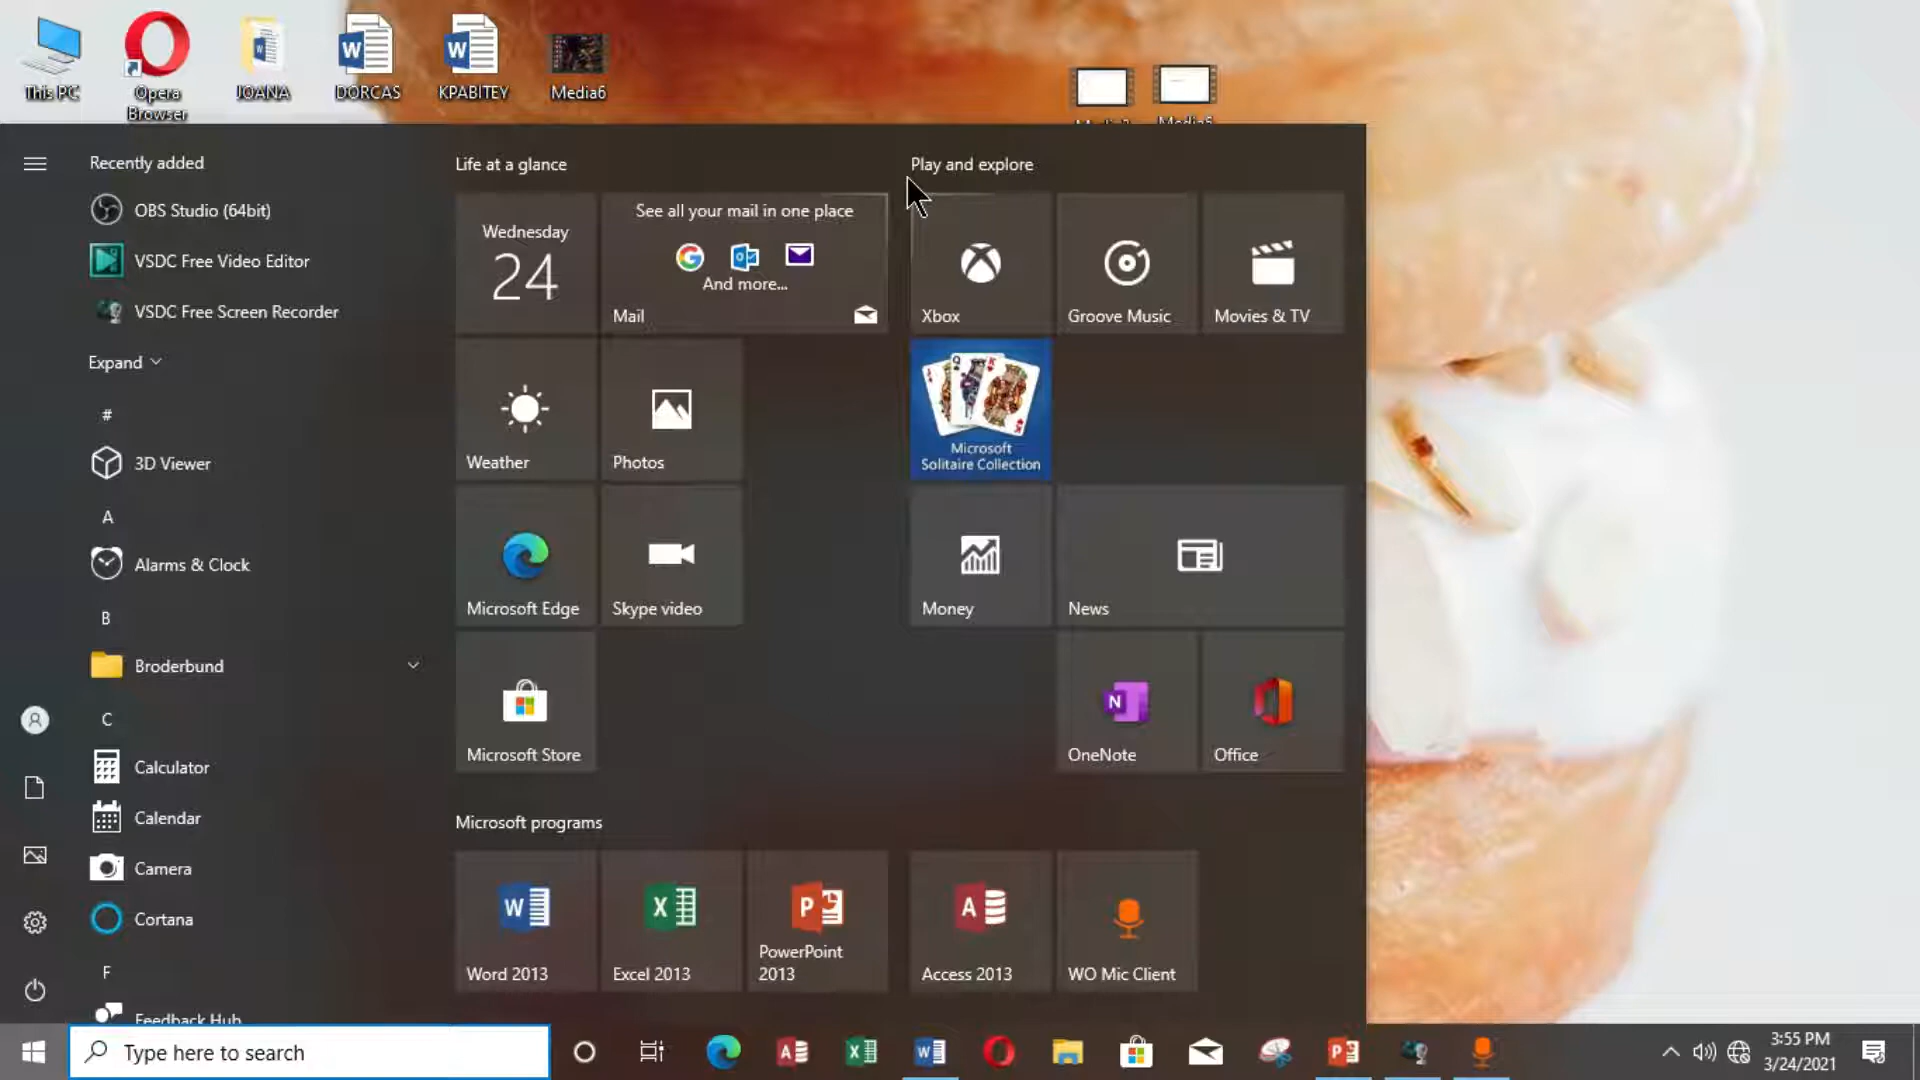 This PC
Opera
Browser
JOANA
DORCAS
KPABITEY
Media6
Recently added
OBS Studio (64bit)
VSDC Free Video Editor
VSDC Free Screen Recorder
Expand
#
3D Viewer
A
Alarms & Clock
B
Broderbund
C
Calculator
Calendar
Camera
Cortana
F
Feedback Hub
Life at a glance
Wednesday
24
See all your mail in one place
And more...
Mail
Weather
Photos
Microsoft Edge
Skype video
Microsoft Store
Play and explore
Xbox
Groove Music
Movies & TV
Microsoft
Solitaire Collection
Money
News
OneNote
Office
Microsoft programs
Word 2013
Excel 2013
PowerPoint
2013
Access 2013
WO Mic Client
Type here to search
3:55 PM
3/24/2021